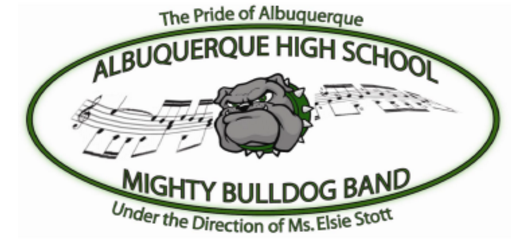 The Pride of Albuquerque
ALBUQUERQUE HIGH SCHOOL
MIGHTY BULLDOG BAND
Under the Direction of Ms. Elsie Stott